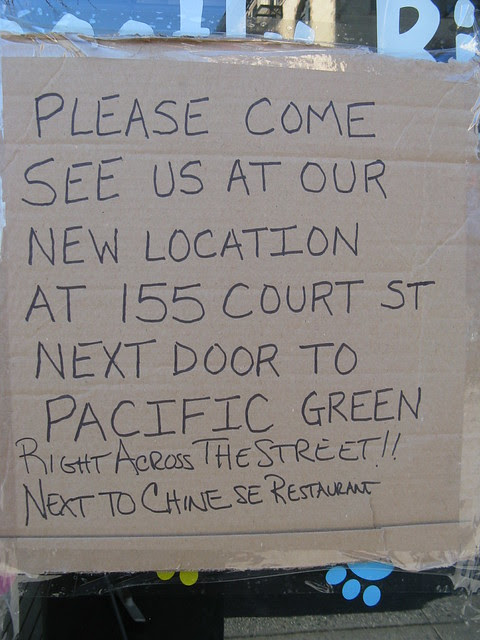 PLEASE COME
SEE US AT OUR
NEW LOCATION
AT 155 COURT ST
NEXT DOOR TO
PACIFIC GREEN
RIGHT ACROSS THE STREET!!
NEXT TO CHINESE RESTAURANT